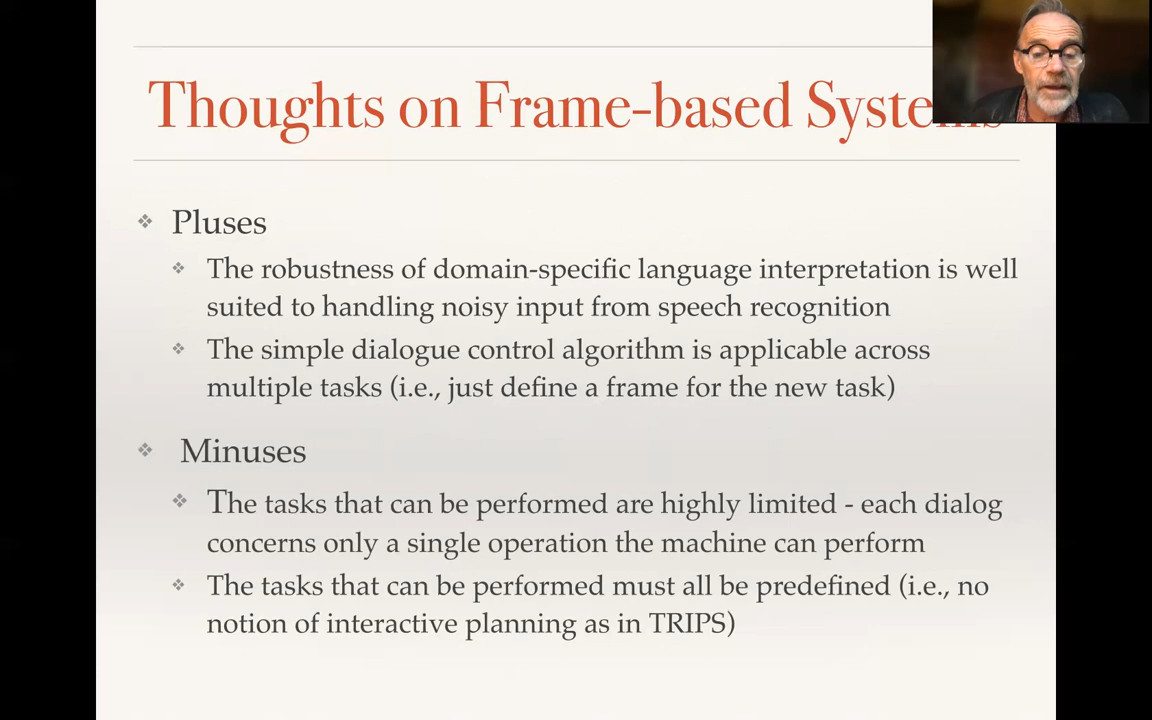 Thoughts on Frame-based Systems
Pluses
The robustness of domain-specific language interpretation is well
suited to handling noisy input from speech recognition
The simple dialogue control algorithm is applicable across
multiple tasks (i.e., just define a frame for the new task)
Minuses
The tasks that can be performed are highly limited - each dialog
concerns only a single operation the machine can perform
The tasks that can be performed must all be predefined (i.e., no
notion of interactive planning as in TRIPS)